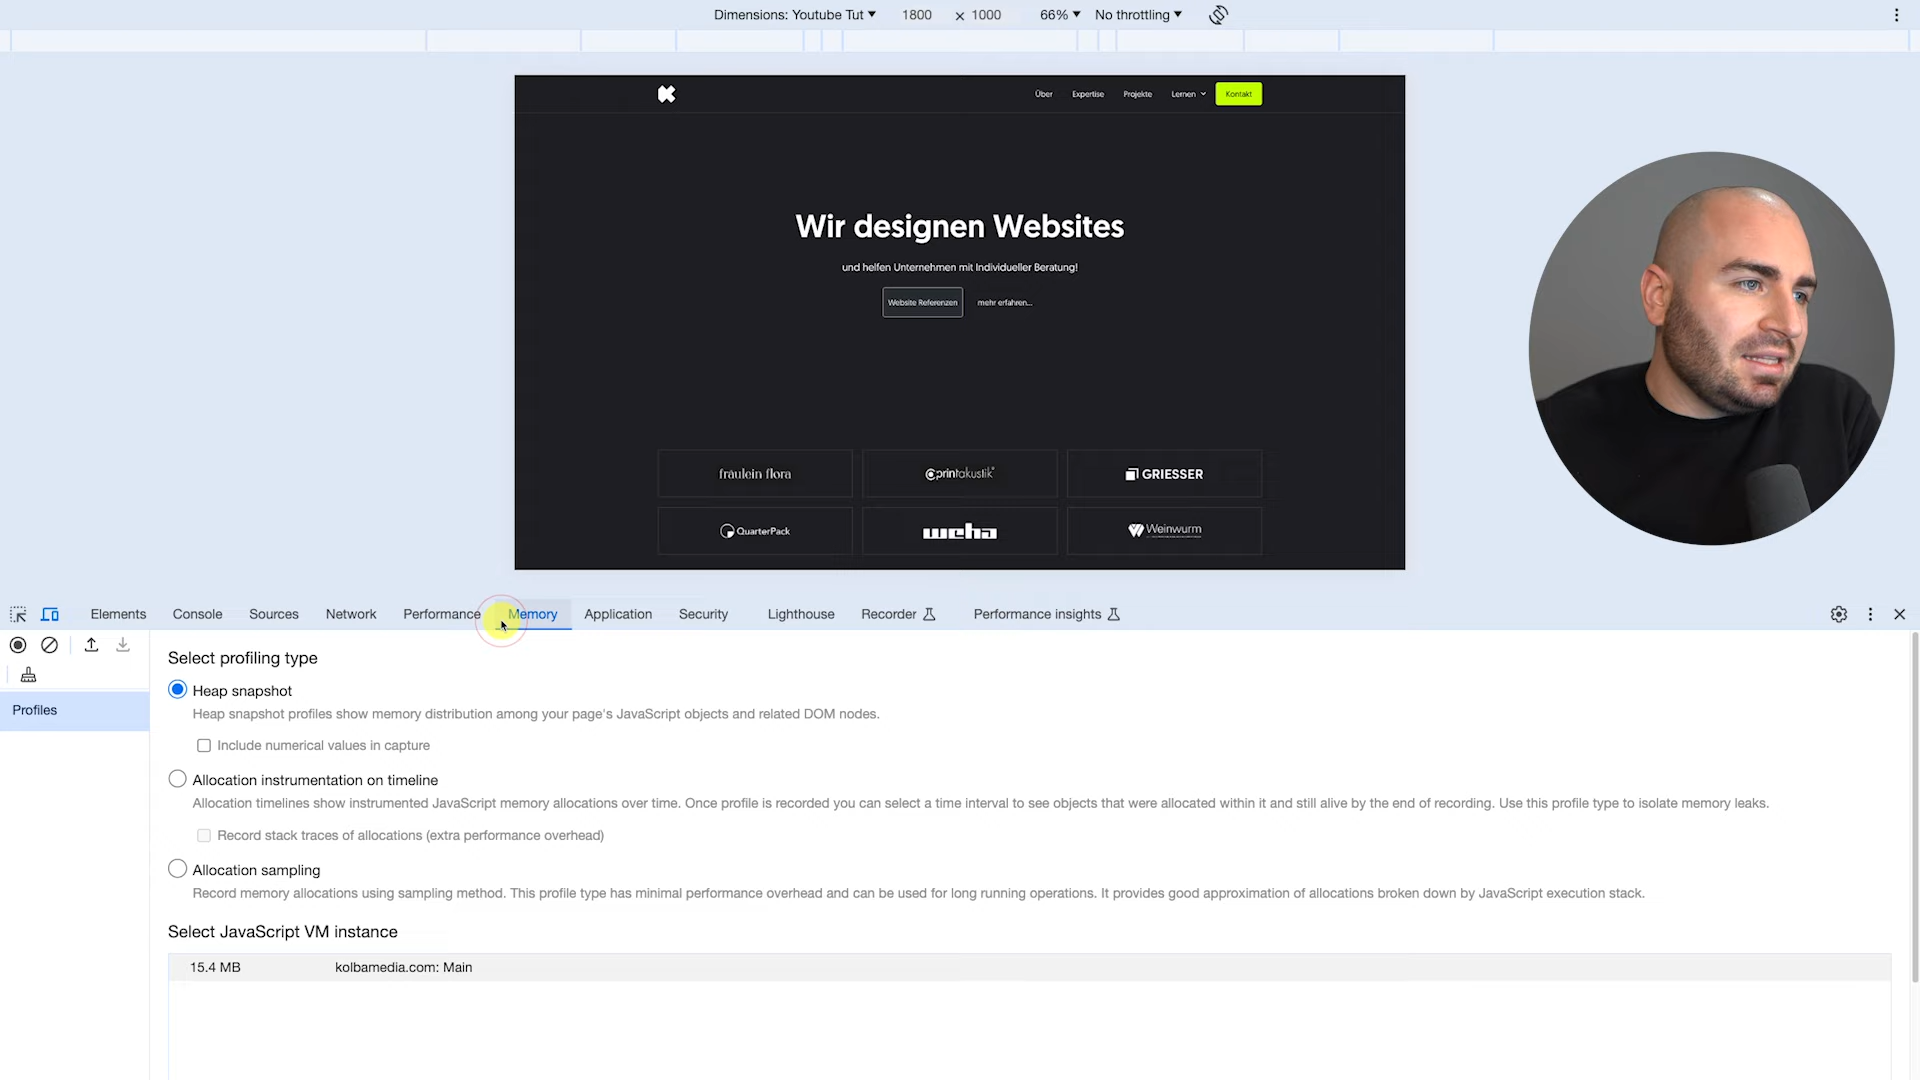 Dimensions: Youtube Tut 1800 × 1000 66% No throttling
Über Expertise Projekte Lernen Kontakt
Wir designen Websites
und helfen Unternehmen mit Individueller Beratung!
Website Referenzen mehr erfahren...
fräulein flora printakustik GRIESSER
QuarterPack weha Weinwurm
Elements Console Sources Network Performance Memory Application Security Lighthouse Recorder Performance insights
Profiles
Select profiling type
Heap snapshot
Heap snapshot profiles show memory distribution among your page's JavaScript objects and related DOM nodes.
Include numerical values in capture
Allocation instrumentation on timeline
Allocation timelines show instrumented JavaScript memory allocations over time. Once profile is recorded you can select a time interval to see objects that were allocated within it and still alive by the end of recording. Use this profile type to isolate memory leaks.
Record stack traces of allocations (extra performance overhead)
Allocation sampling
Record memory allocations using sampling method. This profile type has minimal performance overhead and can be used for long running operations. It provides good approximation of allocations broken down by JavaScript execution stack.
Select JavaScript VM instance
15.4 MB kolbamedia.com: Main